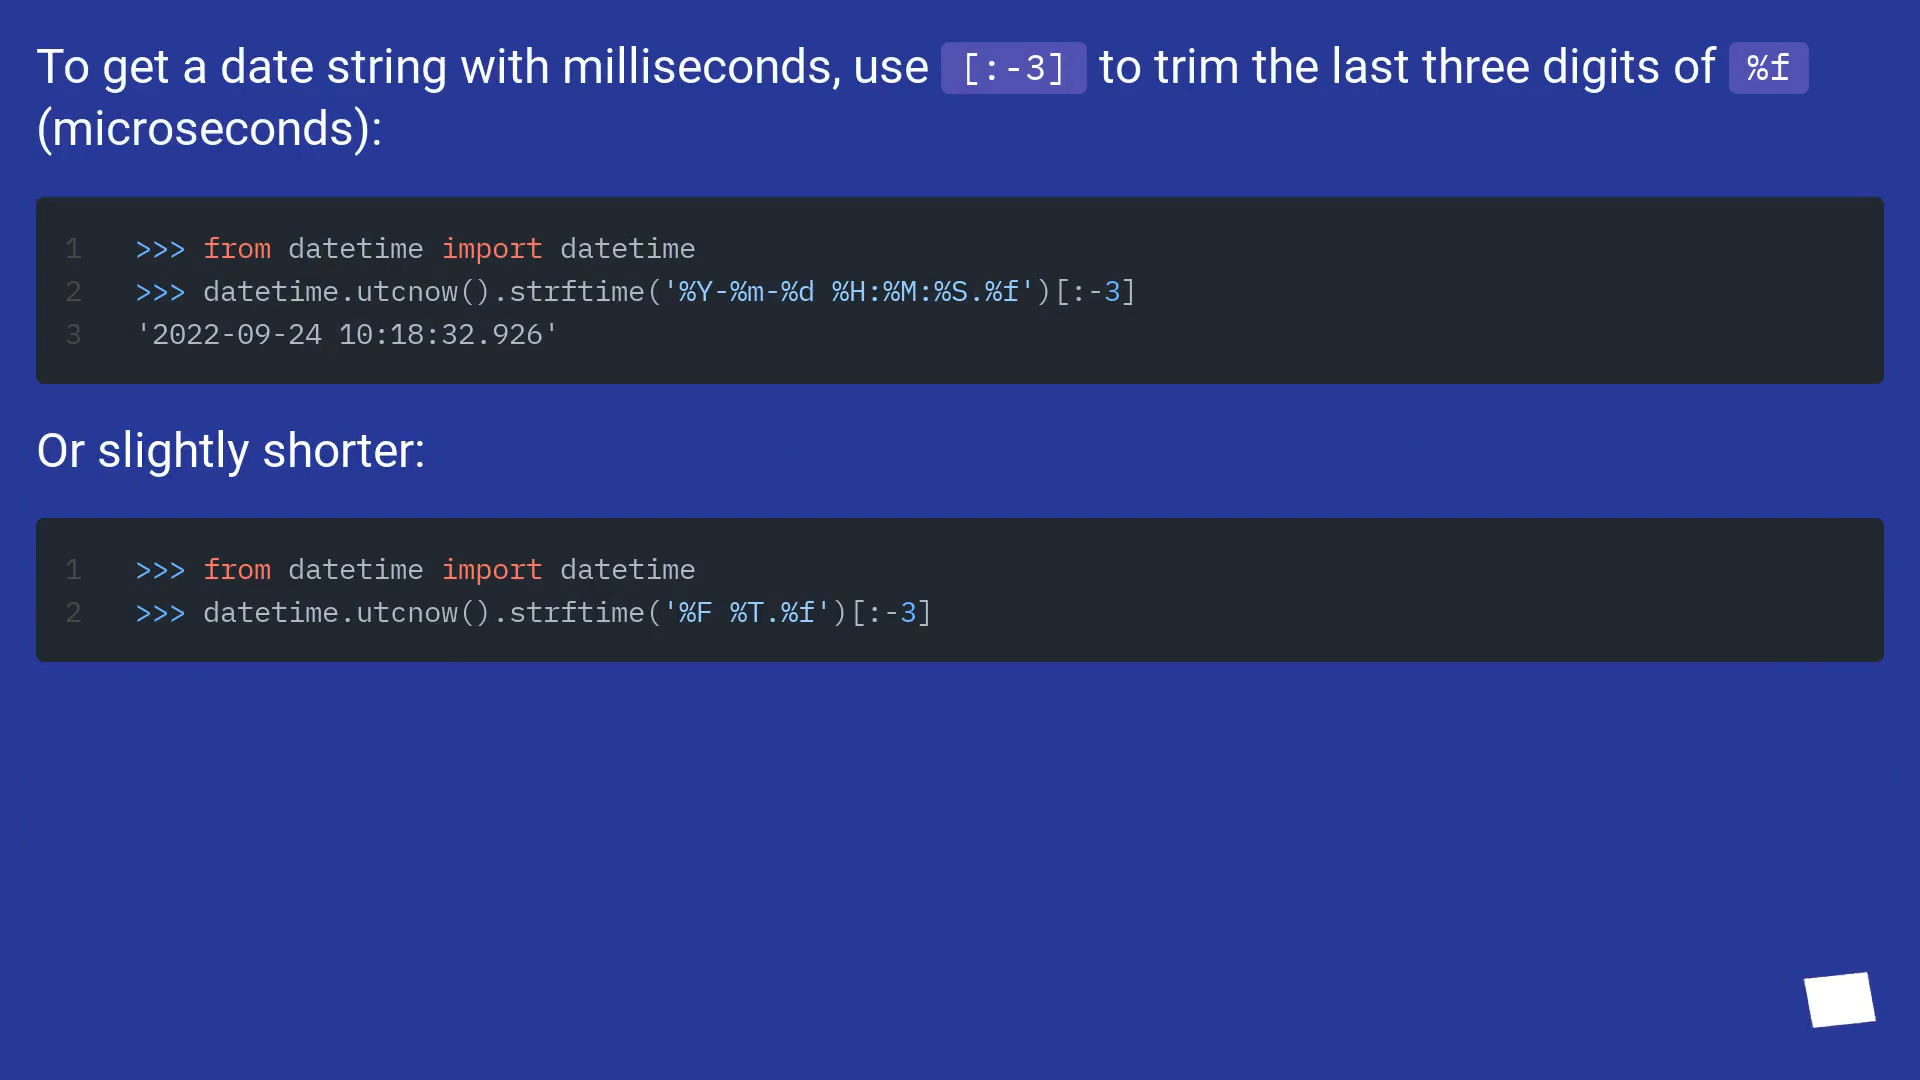 To get a date string with milliseconds, use [:-3] to trim the last three digits of %f
(microseconds):
1 >>> from datetime import datetime
2 >>> datetime.utcnow().strftime('%Y-%m-%d %H:%M:%S.%f')[:-3]
3 '2022-09-24 10:18:32.926'
Or slightly shorter:
1 >>> from datetime import datetime
2 >>> datetime.utcnow().strftime('%F %T.%f')[:-3]